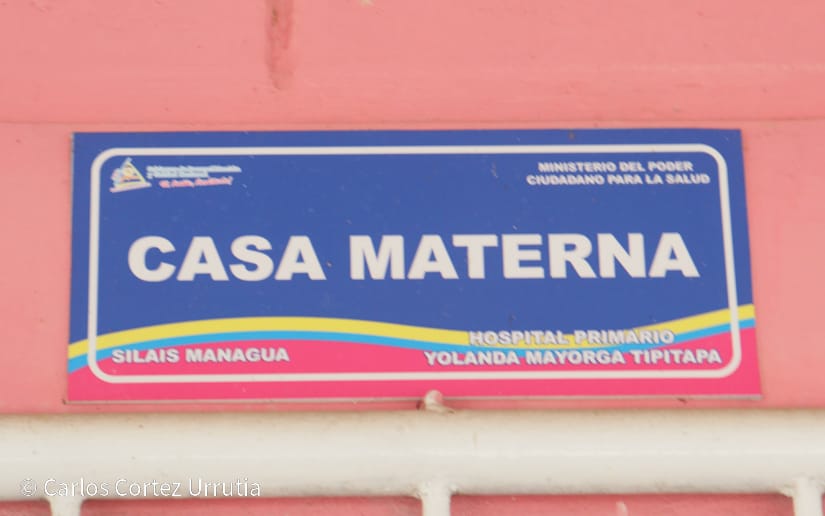 MINISTERIO DEL PODER
CIUDADANO PARA LA SALUD
CASA MATERNA
SILAIS MANAGUA
HOSPITAL PRIMARIO
YOLANDA MAYORGA TIPITAPA
© Carlos Cortez Urrutia